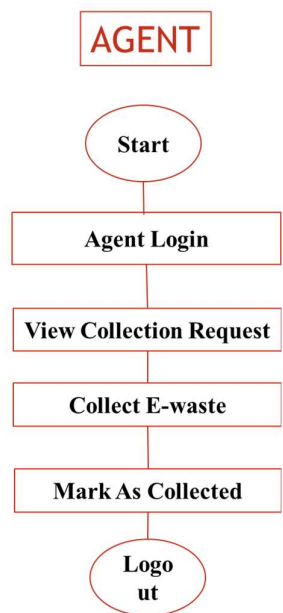 AGENT
Start
Agent Login
View Collection Request
Collect E-waste
Mark As Collected
Logo
ut